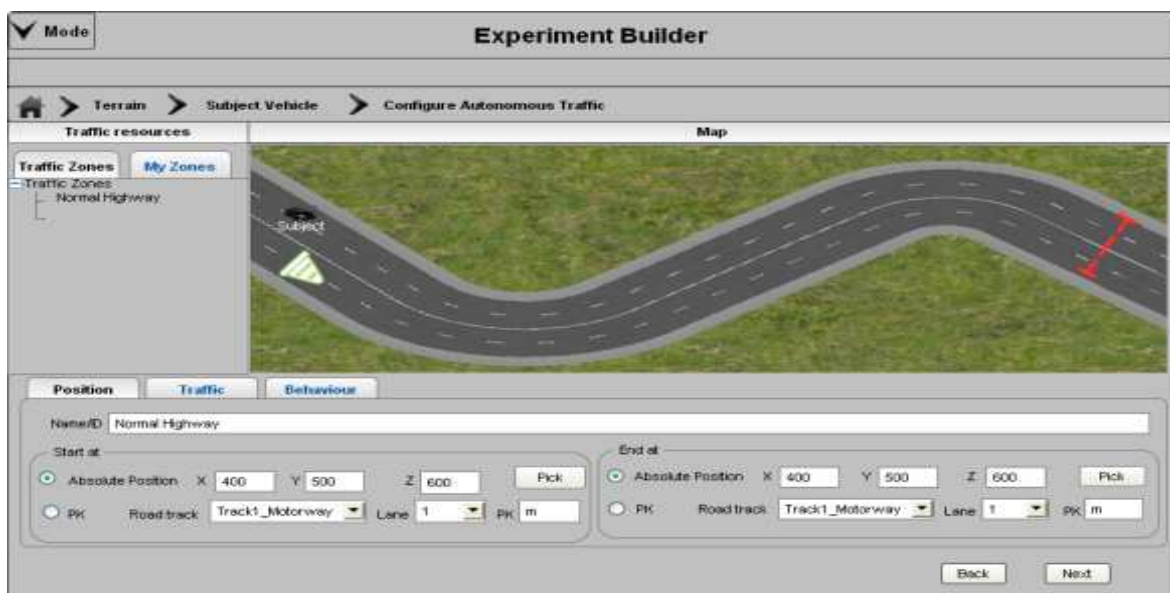 Mode
Experiment Builder
Terrain Subject Vehicle Configure Autonomous Traffic
Traffic resources
Map
Traffic Zones My Zones
Traffic Zones
Normal Highway
Subject
Position Traffic Behaviour
Name/ID Normal Highway
Start at
Absolute Position X 400 Y 500 Z 600 Pick
PK Road track Track1_Motorway Lane 1 PK m
End at
Absolute Position X 400 Y 500 Z 600 Pick
PK Road track Track1_Motorway Lane 1 PK m
Back Next